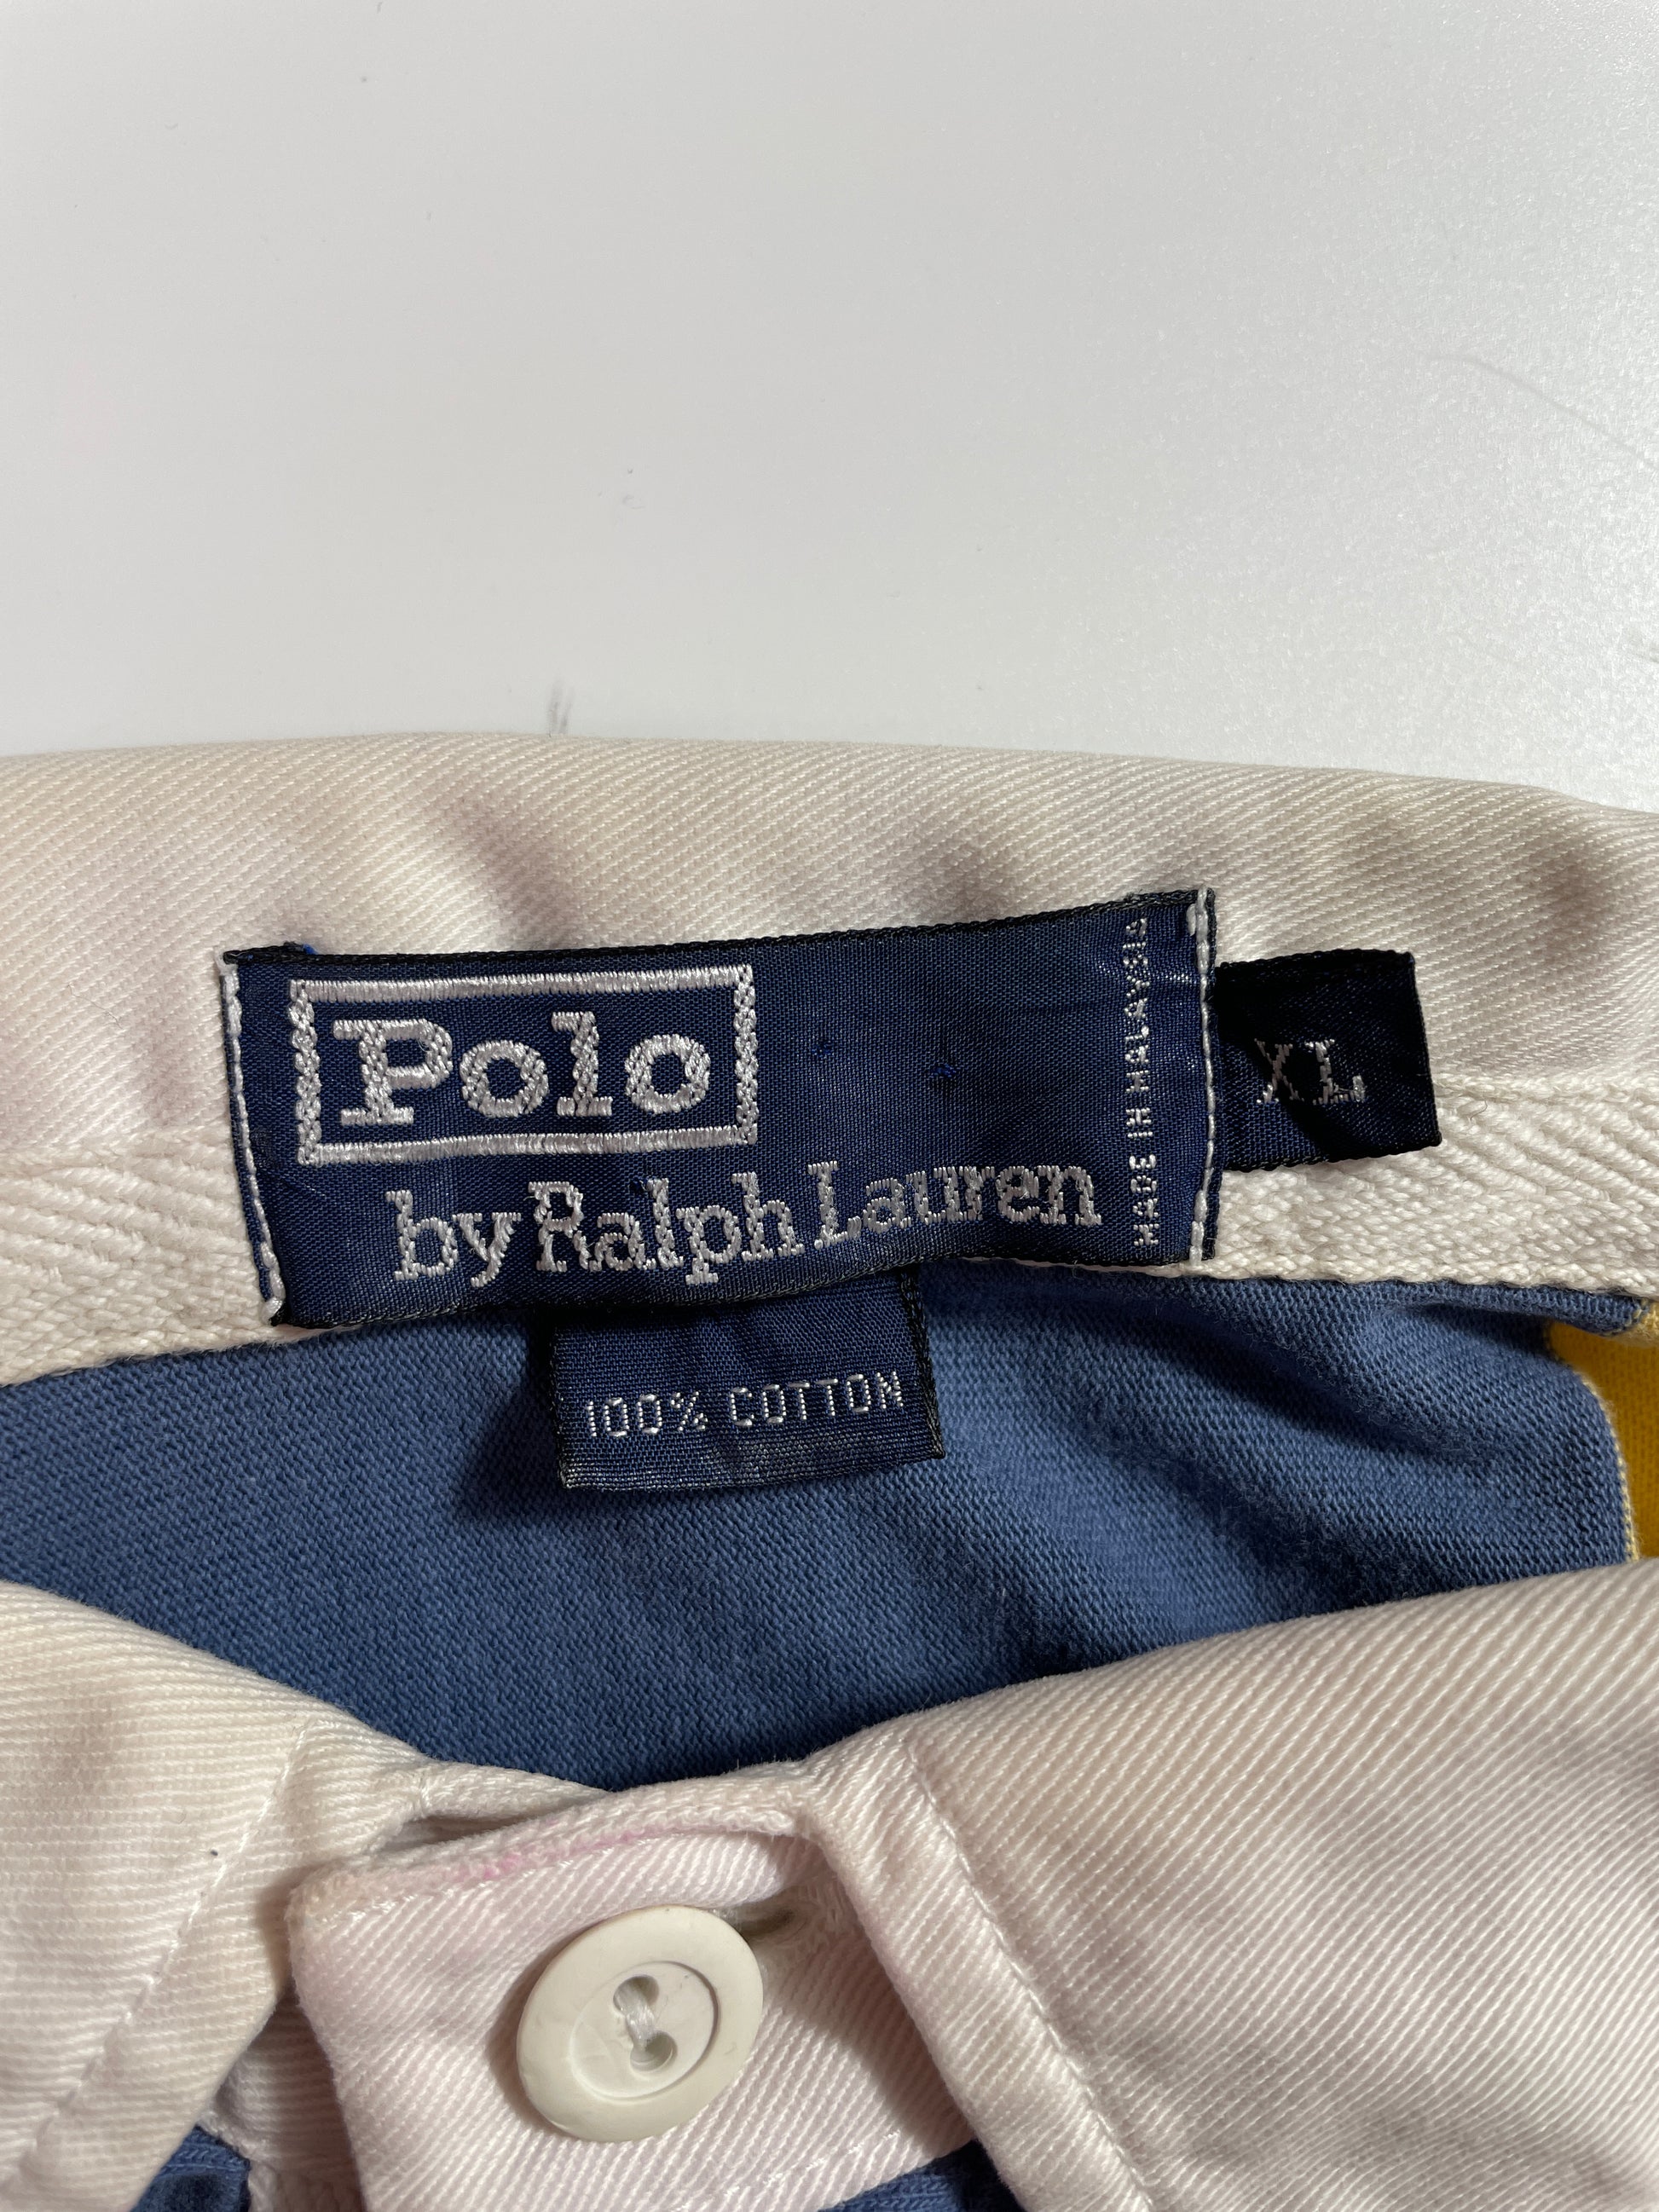 Polo
by Ralph Lauren
MADE IN MALAYSIA
XL
100% COTTON